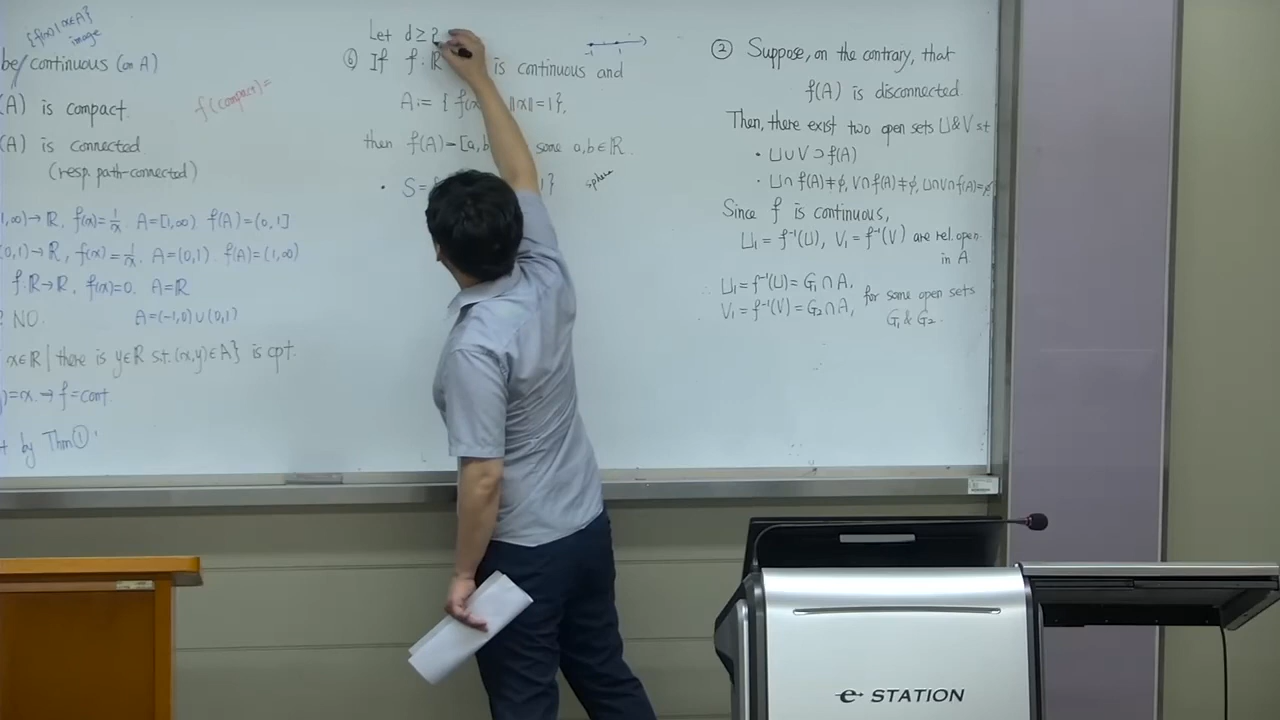 {f(x) | x∈A}
image
be continuous (on A)
(A) is compact.
f(compact)=
(A) is connected
(resp. path-connected)
1,∞)→ℝ, f(x)=1/x A=[1,∞) f(A)=(0,1]
(0,1)→ℝ, f(x)=1/x. A=(0,1). f(A)=(1,∞)
f:ℝ→ℝ, f(x)=0. A=ℝ
? NO. A=(-1,0)∪(0,1)
x∈ℝ | there is y∈ℝ s.t. (x,y)∈A} is cpt.
)=x. → f=cont.
by Thm①
Let d≥2
⑥ If f:ℝ is continuous and
A:= { f(x ||x||=1},
then f(A)=[a,b some a,b∈ℝ.
• S= 1} sphere
② Suppose, on the contrary, that
f(A) is disconnected.
Then, there exist two open sets U&V st
• U∪V⊃f(A)
• U∩f(A)≠∅, V∩f(A)≠∅, U∩V∩f(A)=∅
Since f is continuous,
U₁=f⁻¹(U), V₁=f⁻¹(V) are rel. open
in A
U₁=f⁻¹(U)=G₁∩A,
V₁=f⁻¹(V)=G₂∩A, for some open sets
G₁ & G₂.
e+ STATION